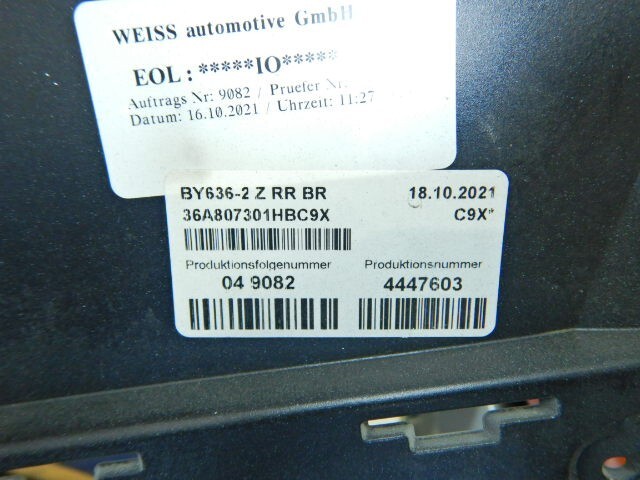 WEISS automotive GmbH
EOL : *****IO*****
Auftrags Nr: 9082 / Pruefer Nr:
Datum: 16.10.2021 / Uhrzeit: 11:27
BY636-2 Z RR BR 18.10.2021
36A807301HBC9X C9X*
Produktionsfolgenummer Produktionsnummer
04 9082 4447603